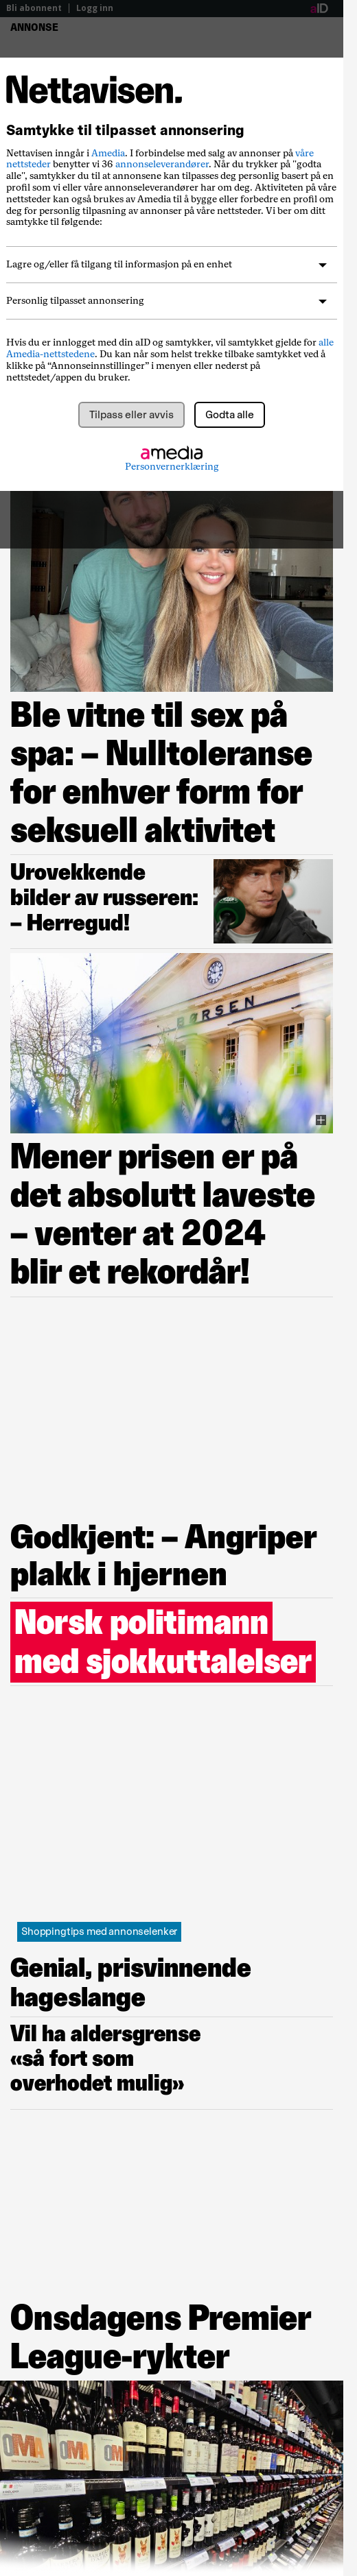 Bli abonnent | Logg inn
aID
ANNONSE
Nettavisen.
Samtykke til tilpasset annonsering
Nettavisen inngår i Amedia. I forbindelse med salg av annonser på våre
nettsteder benytter vi 36 annonseleverandører. Når du trykker på "godta
alle", samtykker du til at annonsene kan tilpasses deg personlig basert på en
profil som vi eller våre annonseleverandører har om deg. Aktiviteten på våre
nettsteder kan også brukes av Amedia til å bygge eller forbedre en profil om
deg for personlig tilpasning av annonser på våre nettsteder. Vi ber om ditt
samtykke til følgende:
Lagre og/eller få tilgang til informasjon på en enhet
Personlig tilpasset annonsering
Hvis du er innlogget med din aID og samtykker, vil samtykket gjelde for alle
Amedia-nettstedene. Du kan når som helst trekke tilbake samtykket ved å
klikke på “Annonseinnstillinger” i menyen eller nederst på
nettstedet/appen du bruker.
Tilpass eller avvis
Godta alle
amedia
Personvernerklæring
Ble vitne til sex på
spa: – Nulltoleranse
for enhver form for
seksuell aktivitet
Urovekkende
bilder av russeren:
– Herregud!
BØRSEN
Mener prisen er på
det absolutt laveste
– venter at 2024
blir et rekordår!
Godkjent: – Angriper
plakk i hjernen
Norsk politimann
med sjokkuttalelser
Shoppingtips med annonselenker
Genial, prisvinnende
hageslange
Vil ha aldersgrense
«så fort som
overhodet mulig»
Onsdagens Premier
League-rykter